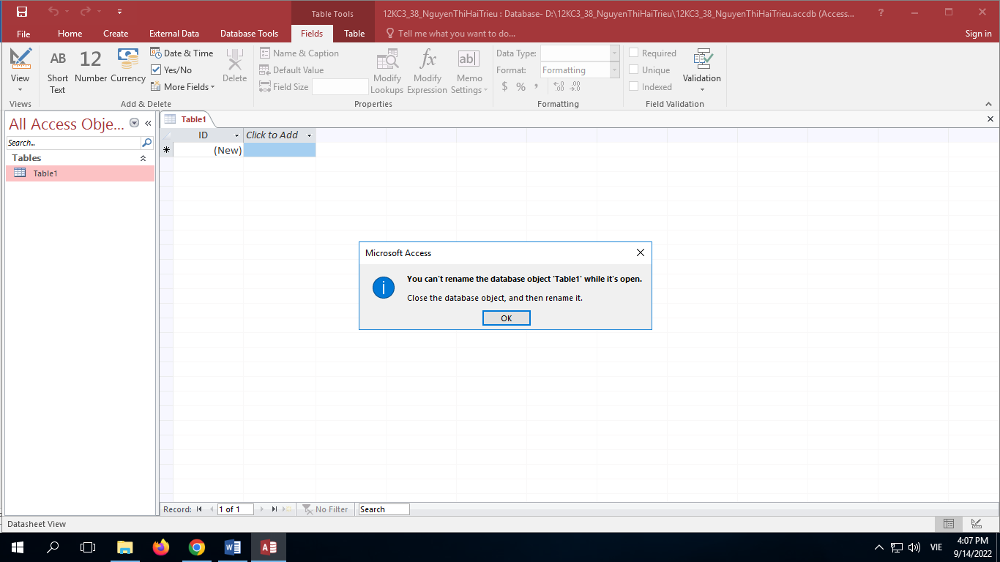 Table Tools
12KC3_38_NguyenThiHaiTrieu : Database- D:\12KC3_38_NguyenThiHaiTrieu\12KC3_38_NguyenThiHaiTrieu.accdb (Access...
?
File
Home
Create
External Data
Database Tools
Fields
Table
Tell me what you want to do...
Sign in
View
AB
Short Text
12
Number
Currency
Date & Time
Yes/No
More Fields
Delete
Name & Caption
Default Value
Field Size
Modify Lookups
fx
Modify Expression
ab
Memo Settings
Data Type:
Format:
Formatting
$ % ,
←.0 .00
.00 →.0
Required
Unique
Indexed
Validation
Views
Add & Delete
Properties
Formatting
Field Validation
All Access Obje...
Search...
Tables
Table1
Table1
ID
Click to Add
(New)
Microsoft Access
You can't rename the database object 'Table1' while it's open.
Close the database object, and then rename it.
OK
Record:
1 of 1
No Filter
Search
Datasheet View
VIE
4:07 PM
9/14/2022